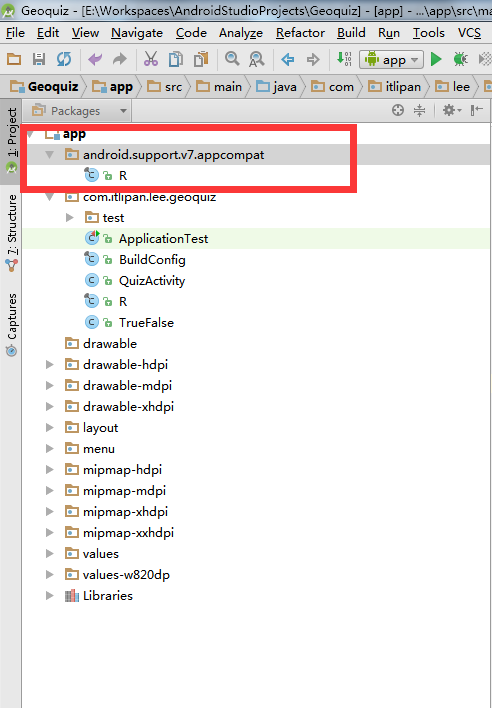 Geoquiz - [E:\Workspaces\AndroidStudioProjects\Geoquiz] - [app] - ...\app\src\ma
File Edit View Navigate Code Analyze Refactor Build Run Tools VCS
app
Geoquiz app src main java com itlipan lee
1: Project
7: Structure
Captures
Packages
app
android.support.v7.appcompat
R
com.itlipan.lee.geoquiz
test
ApplicationTest
BuildConfig
QuizActivity
R
TrueFalse
drawable
drawable-hdpi
drawable-mdpi
drawable-xhdpi
layout
menu
mipmap-hdpi
mipmap-mdpi
mipmap-xhdpi
mipmap-xxhdpi
values
values-w820dp
Libraries